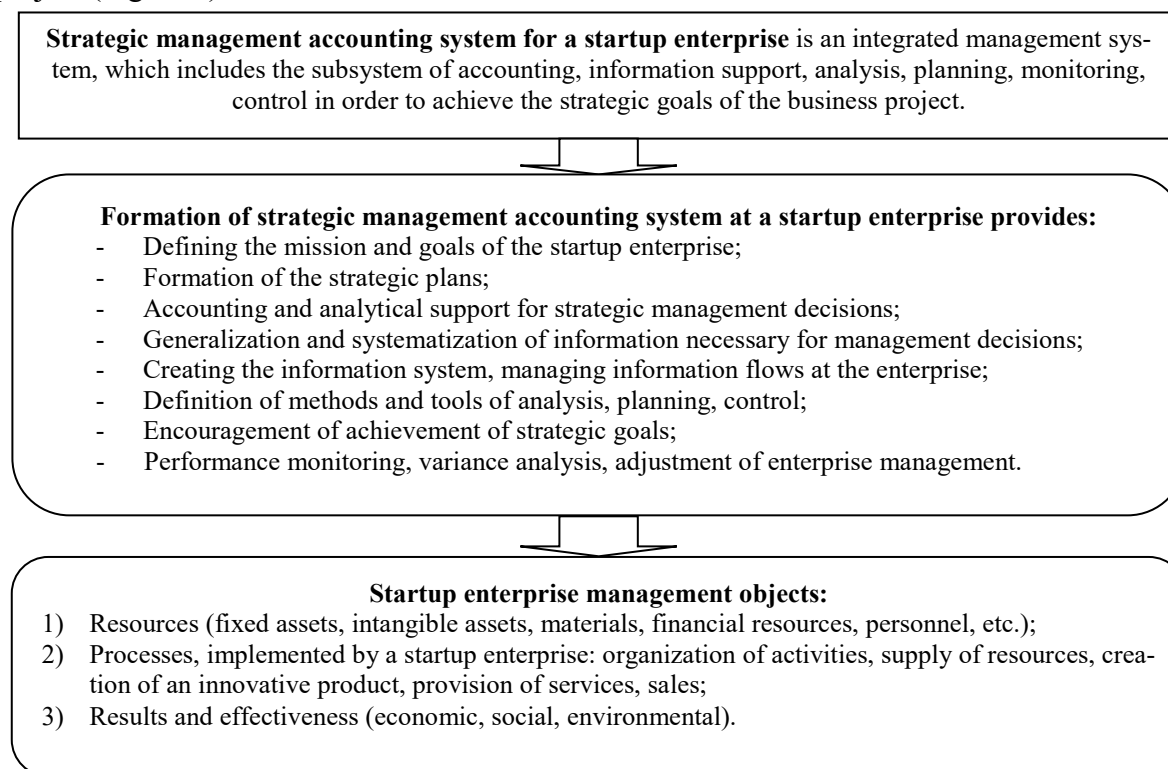 Strategic management accounting system for a startup enterprise is an integrated management sys-
tem, which includes the subsystem of accounting, information support, analysis, planning, monitoring,
control in order to achieve the strategic goals of the business project.
Formation of strategic management accounting system at a startup enterprise provides:
- Defining the mission and goals of the startup enterprise;
- Formation of the strategic plans;
- Accounting and analytical support for strategic management decisions;
- Generalization and systematization of information necessary for management decisions;
- Creating the information system, managing information flows at the enterprise;
- Definition of methods and tools of analysis, planning, control;
- Encouragement of achievement of strategic goals;
- Performance monitoring, variance analysis, adjustment of enterprise management.
Startup enterprise management objects:
1) Resources (fixed assets, intangible assets, materials, financial resources, personnel, etc.);
2) Processes, implemented by a startup enterprise: organization of activities, supply of resources, crea-
tion of an innovative product, provision of services, sales;
3) Results and effectiveness (economic, social, environmental).